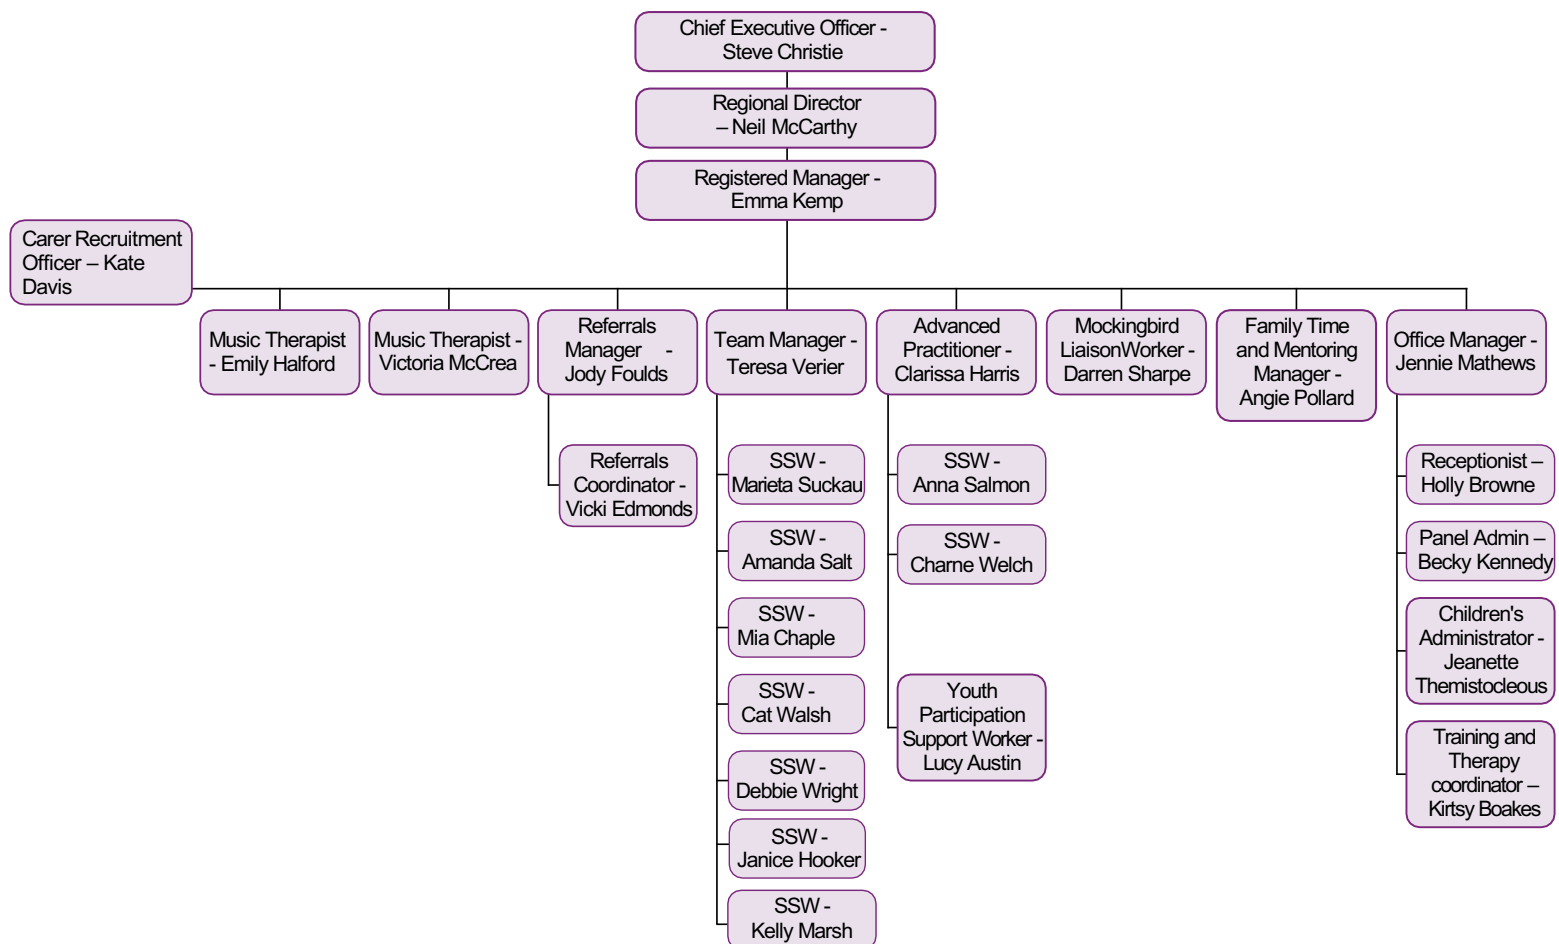 Chief Executive Officer -
Steve Christie
Regional Director
– Neil McCarthy
Registered Manager -
Emma Kemp
Carer Recruitment
Officer – Kate
Davis
Music Therapist
- Emily Halford
Music Therapist -
Victoria McCrea
Referrals
Manager -
Jody Foulds
Team Manager -
Teresa Verier
Advanced
Practitioner -
Clarissa Harris
Mockingbird
LiaisonWorker -
Darren Sharpe
Family Time
and Mentoring
Manager -
Angie Pollard
Office Manager -
Jennie Mathews
Referrals
Coordinator -
Vicki Edmonds
SSW -
Marieta Suckau
SSW -
Amanda Salt
SSW -
Mia Chaple
SSW -
Cat Walsh
SSW -
Debbie Wright
SSW -
Janice Hooker
SSW -
Kelly Marsh
SSW -
Anna Salmon
SSW -
Charne Welch
Youth
Participation
Support Worker -
Lucy Austin
Receptionist –
Holly Browne
Panel Admin –
Becky Kennedy
Children's
Administrator -
Jeanette
Themistocleous
Training and
Therapy
coordinator –
Kirtsy Boakes